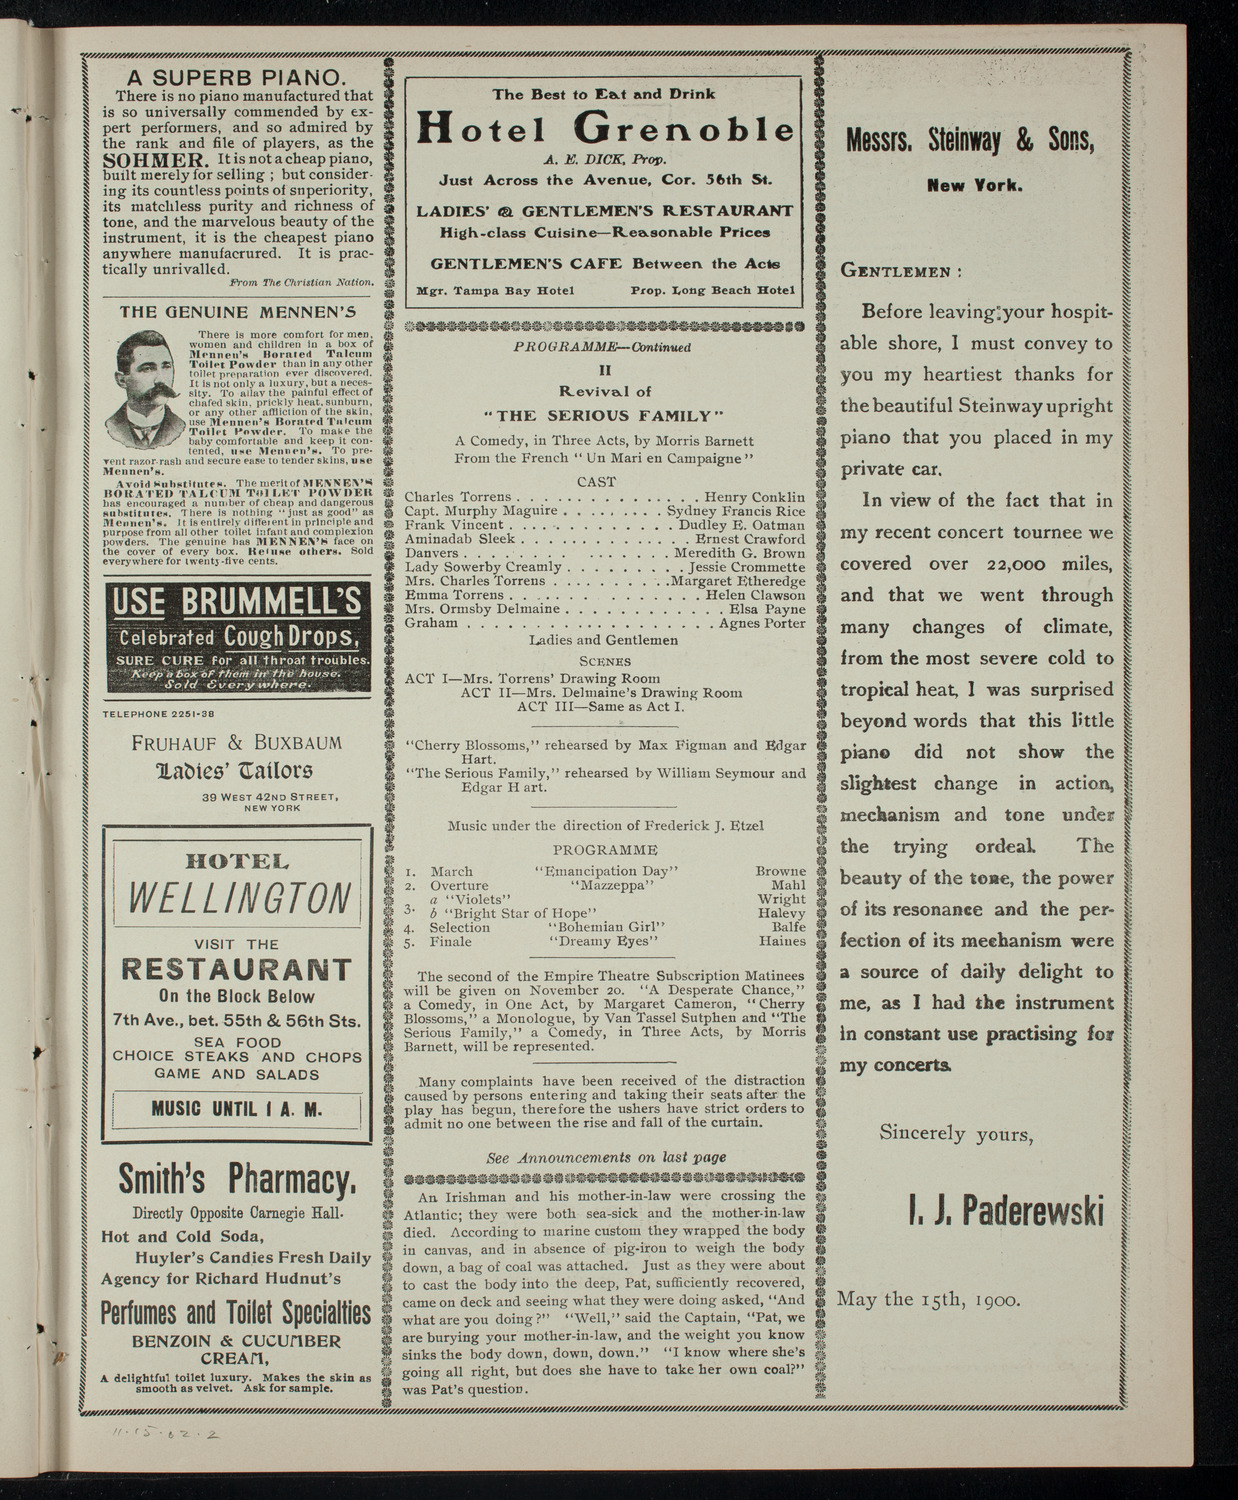 A SUPERB PIANO.
There is no piano manufactured that
is so universally commended by ex-
pert performers, and so admired by
the rank and file of players, as the
SOHMER. It is not a cheap piano,
built merely for selling ; but consider-
ing its countless points of snperiority,
its matchless purity and richness of
tone, and the marvelous beauty of the
instrument, it is the cheapest piano
anywhere manufacrured. It is prac-
tically unrivalled.
From The Christian Nation.
THE GENUINE MENNEN'S
There is more comfort for men,
women and children in a box of
Mennen's Borated Talcum
Toilet Powder than in any other
toilet preparation ever discovered.
It is not only a luxury, but a neces-
sity. To allay the painful effect of
chafed skin, prickly heat, sunburn,
or any other affliction of the skin,
use Mennen's Borated Talcum
Toilet Powder. To make the
baby comfortable and keep it con-
tented, use Mennen's. To pre-
vent razor-rash and secure ease to tender skins, use
Mennen's.
Avoid Substitutes. The merit of MENNEN'S
BORATED TALCUM TOILET POWDER
has encouraged a number of cheap and dangerous
substitutes. There is nothing "just as good" as
Mennen's. It is entirely different in principle and
purpose from all other toilet infant and complexion
powders. The genuine has MENNEN'S face on
the cover of every box. Refuse others. Sold
everywhere for twenty-five cents.
USE BRUMMELL'S
Celebrated Cough Drops,
SURE CURE for all throat troubles.
Keep a box of them in the house.
Sold Everywhere.
TELEPHONE 2251-38
FRUHAUF & BUXBAUM
Ladies' Tailors
39 WEST 42ND STREET,
NEW YORK
HOTEL
WELLINGTON
VISIT THE
RESTAURANT
On the Block Below
7th Ave., bet. 55th & 56th Sts.
SEA FOOD
CHOICE STEAKS AND CHOPS
GAME AND SALADS
MUSIC UNTIL 1 A. M.
Smith's Pharmacy,
Directly Opposite Carnegie Hall.
Hot and Cold Soda,
Huyler's Candies Fresh Daily
Agency for Richard Hudnut's
Perfumes and Toilet Specialties
BENZOIN & CUCUMBER
CREAM,
A delightful toilet luxury. Makes the skin as
smooth as velvet. Ask for sample.
The Best to Eat and Drink
Hotel Grenoble
A. E. DICK, Prop.
Just Across the Avenue, Cor. 56th St.
LADIES' & GENTLEMEN'S RESTAURANT
High-class Cuisine—Reasonable Prices
GENTLEMEN'S CAFE Between the Acts
Mgr. Tampa Bay Hotel Prop. Long Beach Hotel
PROGRAMME—Continued
II
Revival of
"THE SERIOUS FAMILY"
A Comedy, in Three Acts, by Morris Barnett
From the French "Un Mari en Campaigne"
CAST
Charles Torrens . . . . . . . . . . . . . . Henry Conklin
Capt. Murphy Maguire . . . . . . . . . Sydney Francis Rice
Frank Vincent . . . . . . . . . . . . . Dudley E. Oatman
Aminadab Sleek . . . . . . . . . . . . . Ernest Crawford
Danvers . . . . . . . . . . . . . . Meredith G. Brown
Lady Sowerby Creamly . . . . . . . . . . Jessie Crommette
Mrs. Charles Torrens . . . . . . . . . . Margaret Etheredge
Emma Torrens . . . . . . . . . . . . . . Helen Clawson
Mrs. Ormsby Delmaine . . . . . . . . . . . . Elsa Payne
Graham . . . . . . . . . . . . . . . . . Agnes Porter
Ladies and Gentlemen
SCENES
ACT I—Mrs. Torrens' Drawing Room
ACT II—Mrs. Delmaine's Drawing Room
ACT III—Same as Act I.
"Cherry Blossoms," rehearsed by Max Figman and Edgar
Hart.
"The Serious Family," rehearsed by William Seymour and
Edgar H art.
Music under the direction of Frederick J. Etzel
PROGRAMME
1. March "Emancipation Day" Browne
2. Overture "Mazzeppa" Mahl
3. a "Violets" Wright
b "Bright Star of Hope" Halevy
4. Selection "Bohemian Girl" Balfe
5. Finale "Dreamy Eyes" Haines
The second of the Empire Theatre Subscription Matinees
will be given on November 20. "A Desperate Chance,"
a Comedy, in One Act, by Margaret Cameron, "Cherry
Blossoms," a Monologue, by Van Tassel Sutphen and "The
Serious Family," a Comedy, in Three Acts, by Morris
Barnett, will be represented.
Many complaints have been received of the distraction
caused by persons entering and taking their seats after the
play has begun, therefore the ushers have strict orders to
admit no one between the rise and fall of the curtain.
See Announcements on last page
An Irishman and his mother-in-law were crossing the
Atlantic; they were both sea-sick and the mother-in-law
died. According to marine custom they wrapped the body
in canvas, and in absence of pig-iron to weigh the body
down, a bag of coal was attached. Just as they were about
to cast the body into the deep, Pat, sufficiently recovered,
came on deck and seeing what they were doing asked, "And
what are you doing?" "Well," said the Captain, "Pat, we
are burying your mother-in-law, and the weight you know
sinks the body down, down, down." "I know where she's
going all right, but does she have to take her own coal?"
was Pat's question.
Messrs. Steinway & Sons,
New York.
GENTLEMEN :
Before leaving your hospit-
able shore, I must convey to
you my heartiest thanks for
the beautiful Steinway upright
piano that you placed in my
private car.
In view of the fact that in
my recent concert tournee we
covered over 22,000 miles,
and that we went through
many changes of climate,
from the most severe cold to
tropical heat, I was surprised
beyond words that this little
piano did not show the
slightest change in action,
mechanism and tone under
the trying ordeal. The
beauty of the tone, the power
of its resonance and the per-
fection of its mechanism were
a source of daily delight to
me, as I had the instrument
in constant use practising for
my concerts.
Sincerely yours,
I. J. Paderewski
May the 15th, 1900.
11-15-02-2